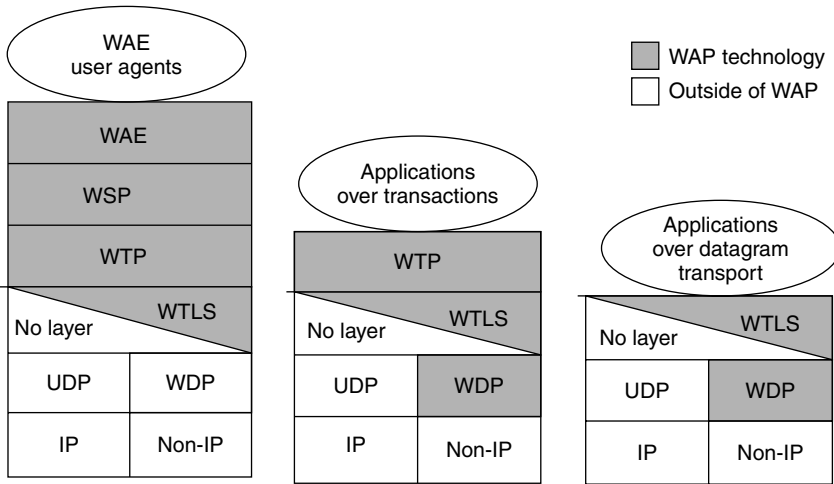 WAE
user agents
WAE
WSP
WTP
No layer
WTLS
UDP
WDP
IP
Non-IP
Applications
over transactions
WTP
No layer
WTLS
UDP
WDP
IP
Non-IP
WAP technology
Outside of WAP
Applications
over datagram
transport
No layer
WTLS
UDP
WDP
IP
Non-IP